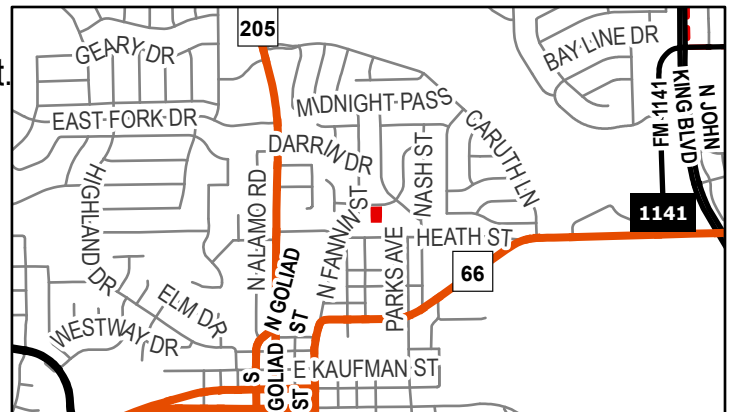 205
GEARY DR
BAY LINE DR
t.
MIDNIGHT PASS
EAST FORK DR
CARUTH LN
FM 1141
KING BLVD
N JOHN
DARRIN DR
NASH ST
HIGHLAND DR
N ALAMO RD
N FANNIN ST
1141
HEATH ST
PARKS AVE
66
N GOLIAD ST
ELM DR
WESTWAY DR
E KAUFMAN ST
S GOLIAD ST